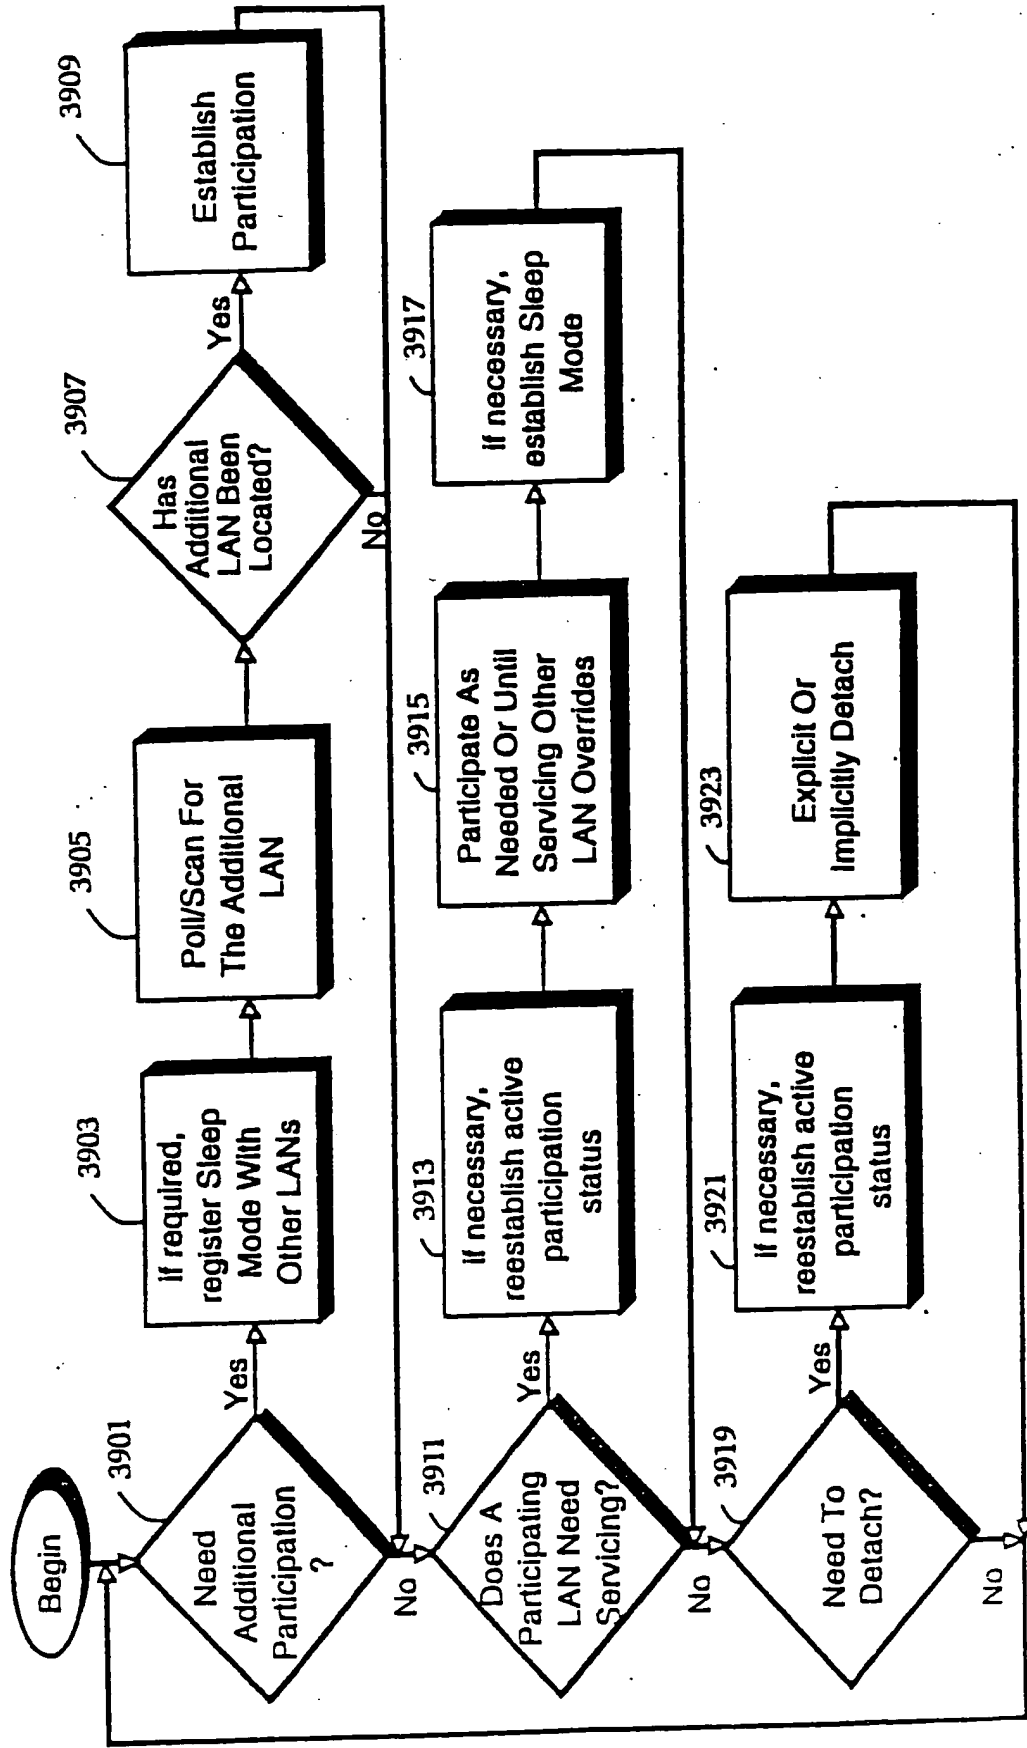 Begin
3901
Need
Additional
Participation
?
Yes
No
3903
If required,
register Sleep
Mode With
Other LANs
3905
Poll/Scan For
The Additional
LAN
3907
Has
Additional
LAN Been
Located?
Yes
No
3909
Establish
Participation
3911
Does A
Participating
LAN Need
Servicing?
Yes
No
3913
If necessary,
reestablish active
participation
status
3915
Participate As
Needed Or Until
Servicing Other
LAN Overrides
3917
If necessary,
establish Sleep
Mode
3919
Need To
Detach?
Yes
No
3921
If necessary,
reestablish active
participation
status
3923
Explicit Or
Implicitly Detach